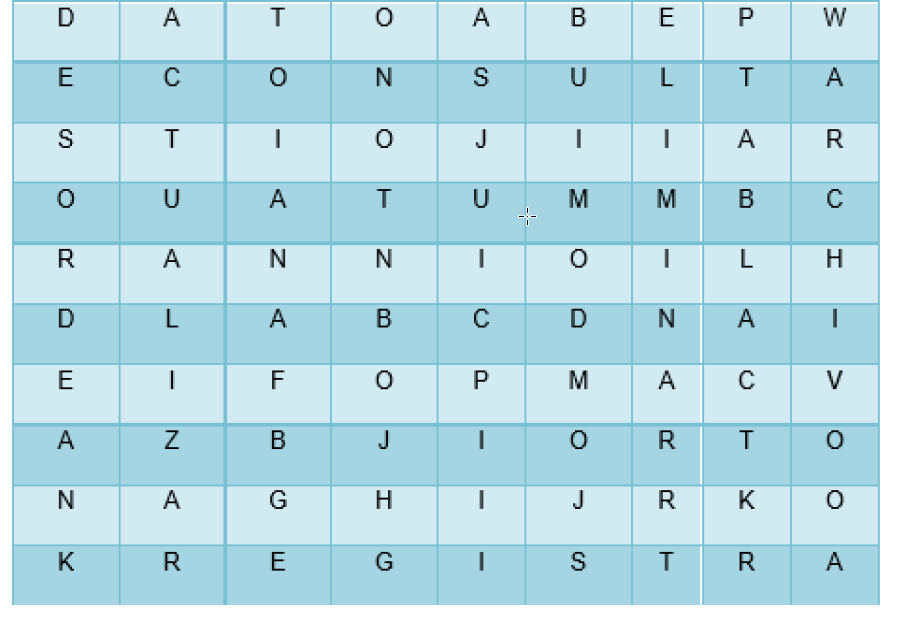 D A T O A B E P W
E C O N S U L T A
S T I O J I I A R
O U A T U M M B C
R A N N I O I L H
D L A B C D N A I
E I F O P M A C V
A Z B J I O R T O
N A G H I J R K O
K R E G I S T R A